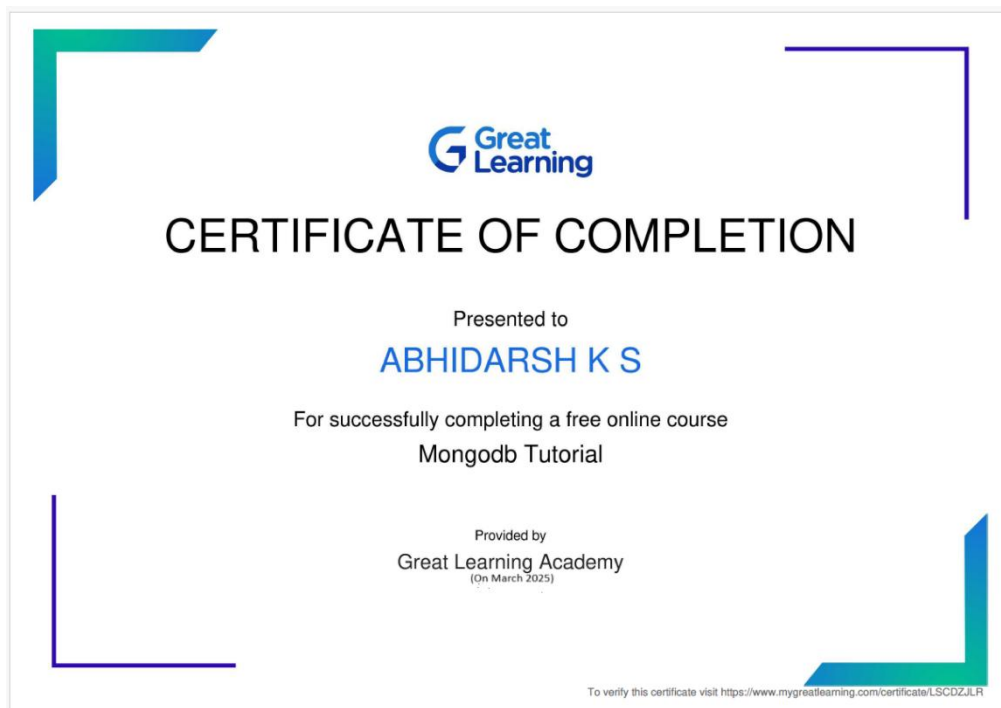 Great
Learning
CERTIFICATE OF COMPLETION
Presented to
ABHIDARSH K S
For successfully completing a free online course
Mongodb Tutorial
Provided by
Great Learning Academy
(On March 2025)
To verify this certificate visit https://www.mygreatlearning.com/certificate/LSCDZJLR